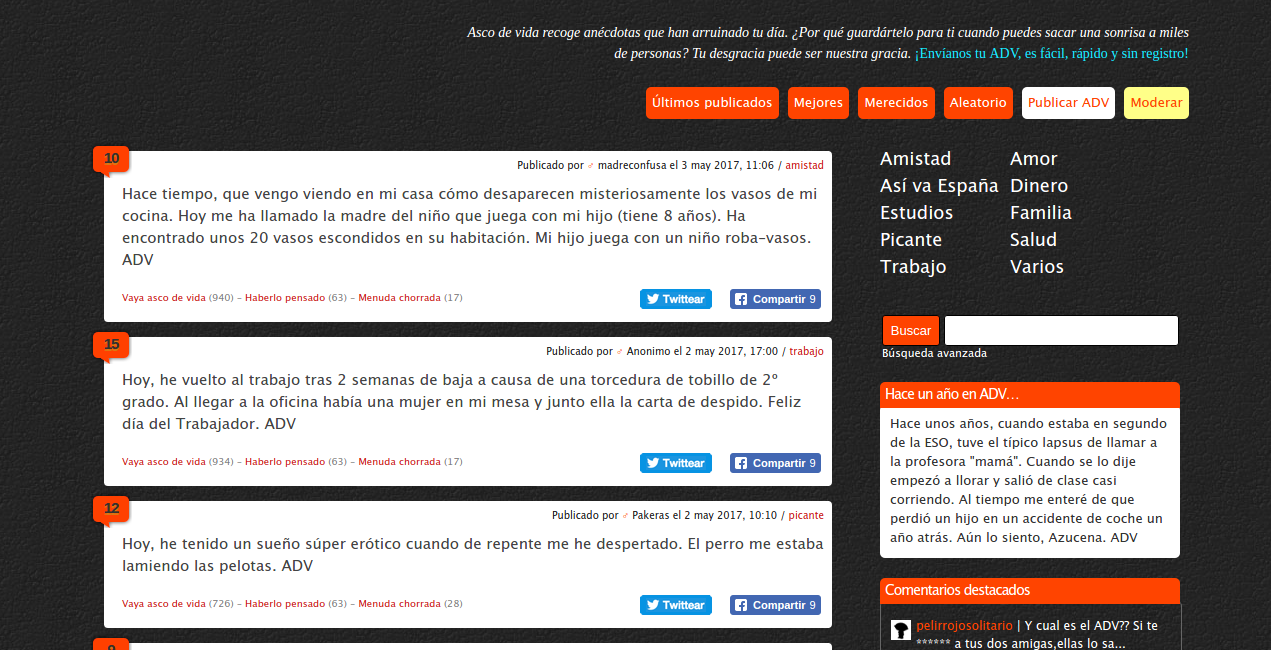 Asco de vida recoge anécdotas que han arruinado tu día. ¿Por qué guardártelo para ti cuando puedes sacar una sonrisa a miles
de personas? Tu desgracia puede ser nuestra gracia. ¡Envíanos tu ADV, es fácil, rápido y sin registro!
Últimos publicados Mejores Merecidos Aleatorio Publicar ADV Moderar
10
Publicado por ♂ madreconfusa el 3 may 2017, 11:06 / amistad
Hace tiempo, que vengo viendo en mi casa cómo desaparecen misteriosamente los vasos de mi
cocina. Hoy me ha llamado la madre del niño que juega con mi hijo (tiene 8 años). Ha
encontrado unos 20 vasos escondidos en su habitación. Mi hijo juega con un niño roba-vasos.
ADV
Vaya asco de vida (940) – Haberlo pensado (63) – Menuda chorrada (17)
Twittear Compartir 9
15
Publicado por ♂ Anonimo el 2 may 2017, 17:00 / trabajo
Hoy, he vuelto al trabajo tras 2 semanas de baja a causa de una torcedura de tobillo de 2º
grado. Al llegar a la oficina había una mujer en mi mesa y junto ella la carta de despido. Feliz
día del Trabajador. ADV
Vaya asco de vida (934) – Haberlo pensado (63) – Menuda chorrada (17)
Twittear Compartir 9
12
Publicado por ♂ Pakeras el 2 may 2017, 10:10 / picante
Hoy, he tenido un sueño súper erótico cuando de repente me he despertado. El perro me estaba
lamiendo las pelotas. ADV
Vaya asco de vida (726) – Haberlo pensado (63) – Menuda chorrada (28)
Twittear Compartir 9
Amistad Amor
Así va España Dinero
Estudios Familia
Picante Salud
Trabajo Varios
Buscar
Búsqueda avanzada
Hace un año en ADV...
Hace unos años, cuando estaba en segundo
de la ESO, tuve el típico lapsus de llamar a
la profesora "mamá". Cuando se lo dije
empezó a llorar y salió de clase casi
corriendo. Al tiempo me enteré de que
perdió un hijo en un accidente de coche un
año atrás. Aún lo siento, Azucena. ADV
Comentarios destacados
pelirrojosolitario | Y cual es el ADV?? Si te
****** a tus dos amigas,ellas lo sa...